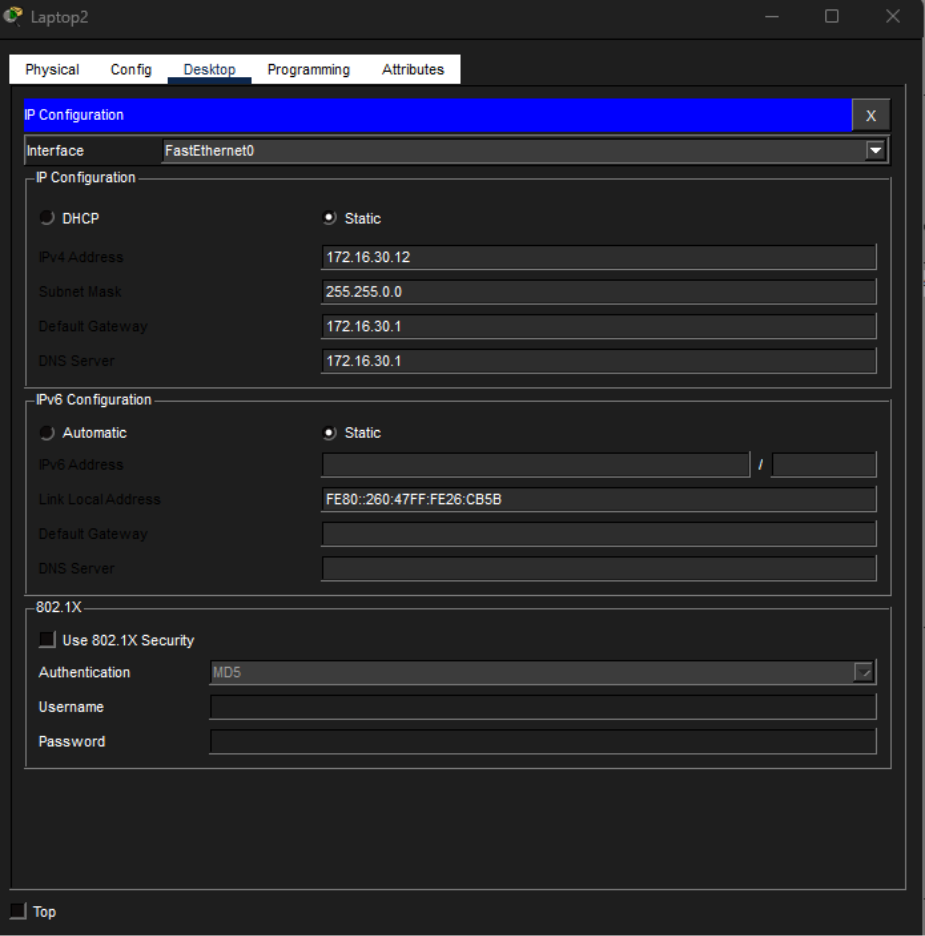 Laptop2
Physical Config Desktop Programming Attributes
IP Configuration X
Interface FastEthernet0
IP Configuration
DHCP Static
IPv4 Address 172.16.30.12
Subnet Mask 255.255.0.0
Default Gateway 172.16.30.1
DNS Server 172.16.30.1
IPv6 Configuration
Automatic Static
IPv6 Address /
Link Local Address FE80::260:47FF:FE26:CB5B
Default Gateway
DNS Server
802.1X
Use 802.1X Security
Authentication MD5
Username
Password
Top